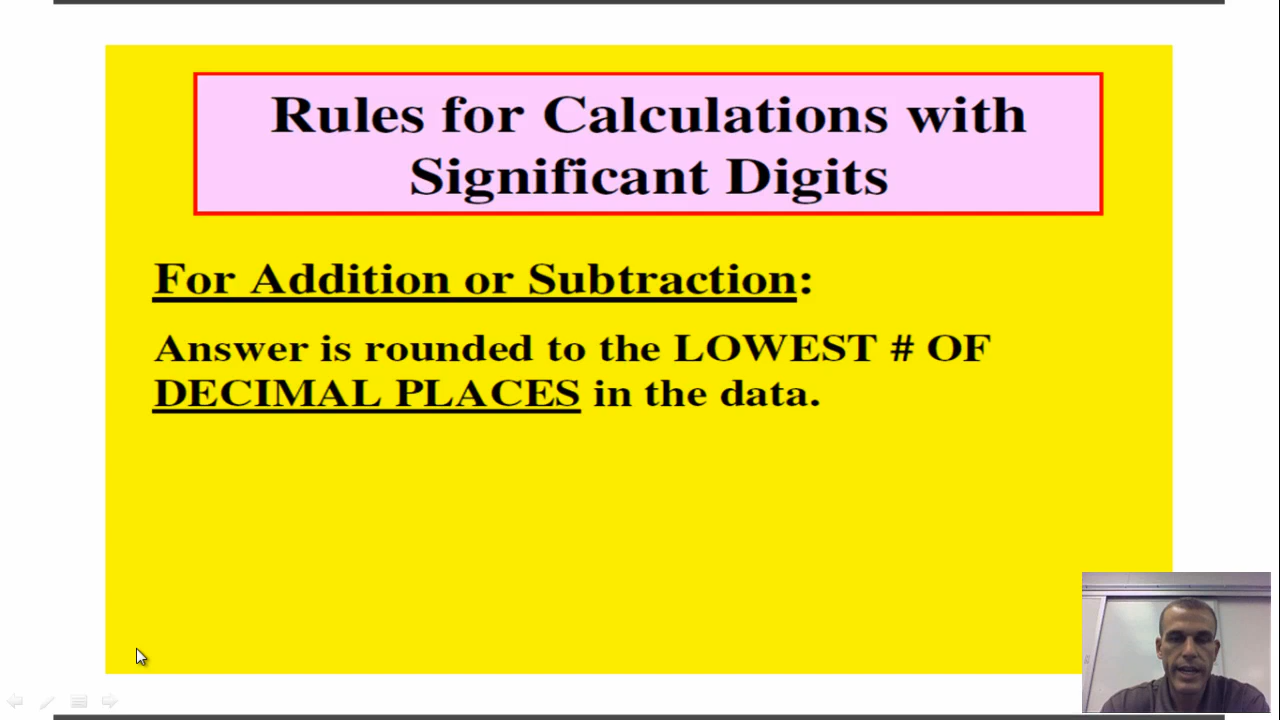 Rules for Calculations with
Significant Digits
For Addition or Subtraction:
Answer is rounded to the LOWEST # OF
DECIMAL PLACES in the data.